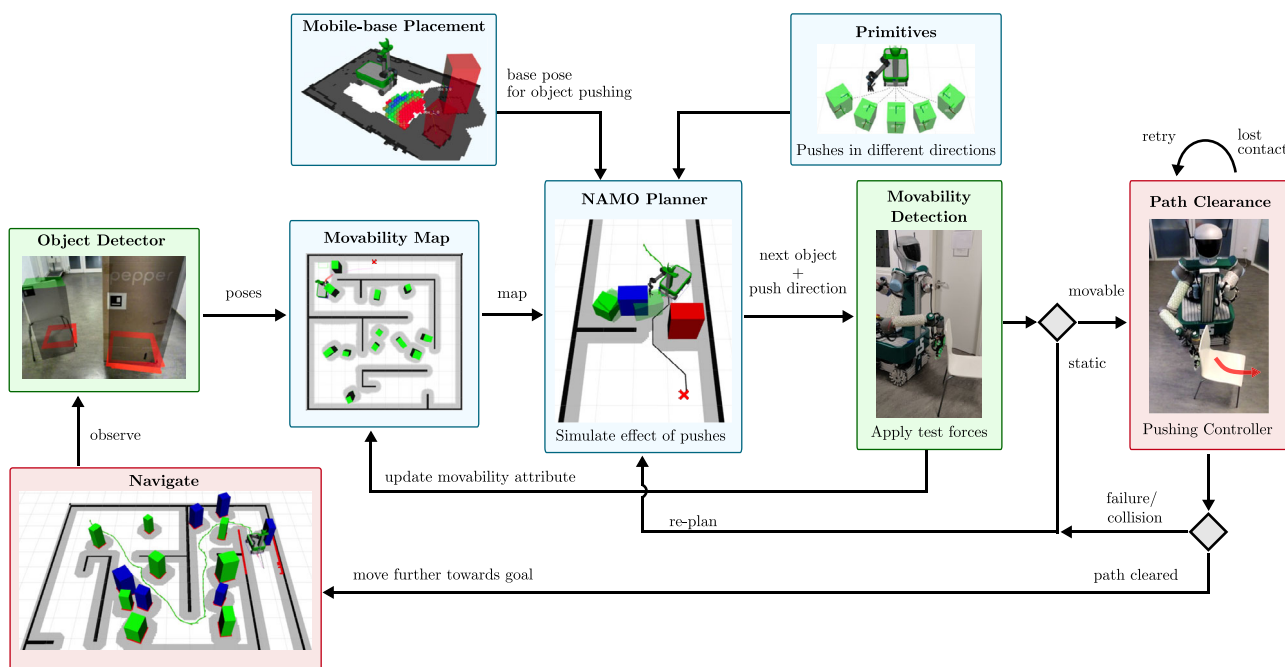 Mobile-base Placement
base pose
for object pushing
Primitives
Pushes in different directions
retry
lost
contact
Object Detector
pepper
poses
Movability Map
map
NAMO Planner
Simulate effect of pushes
next object
+
push direction
Movability
Detection
Apply test forces
movable
static
Path Clearance
Pushing Controller
observe
update movability attribute
re-plan
failure/
collision
Navigate
move further towards goal
path cleared